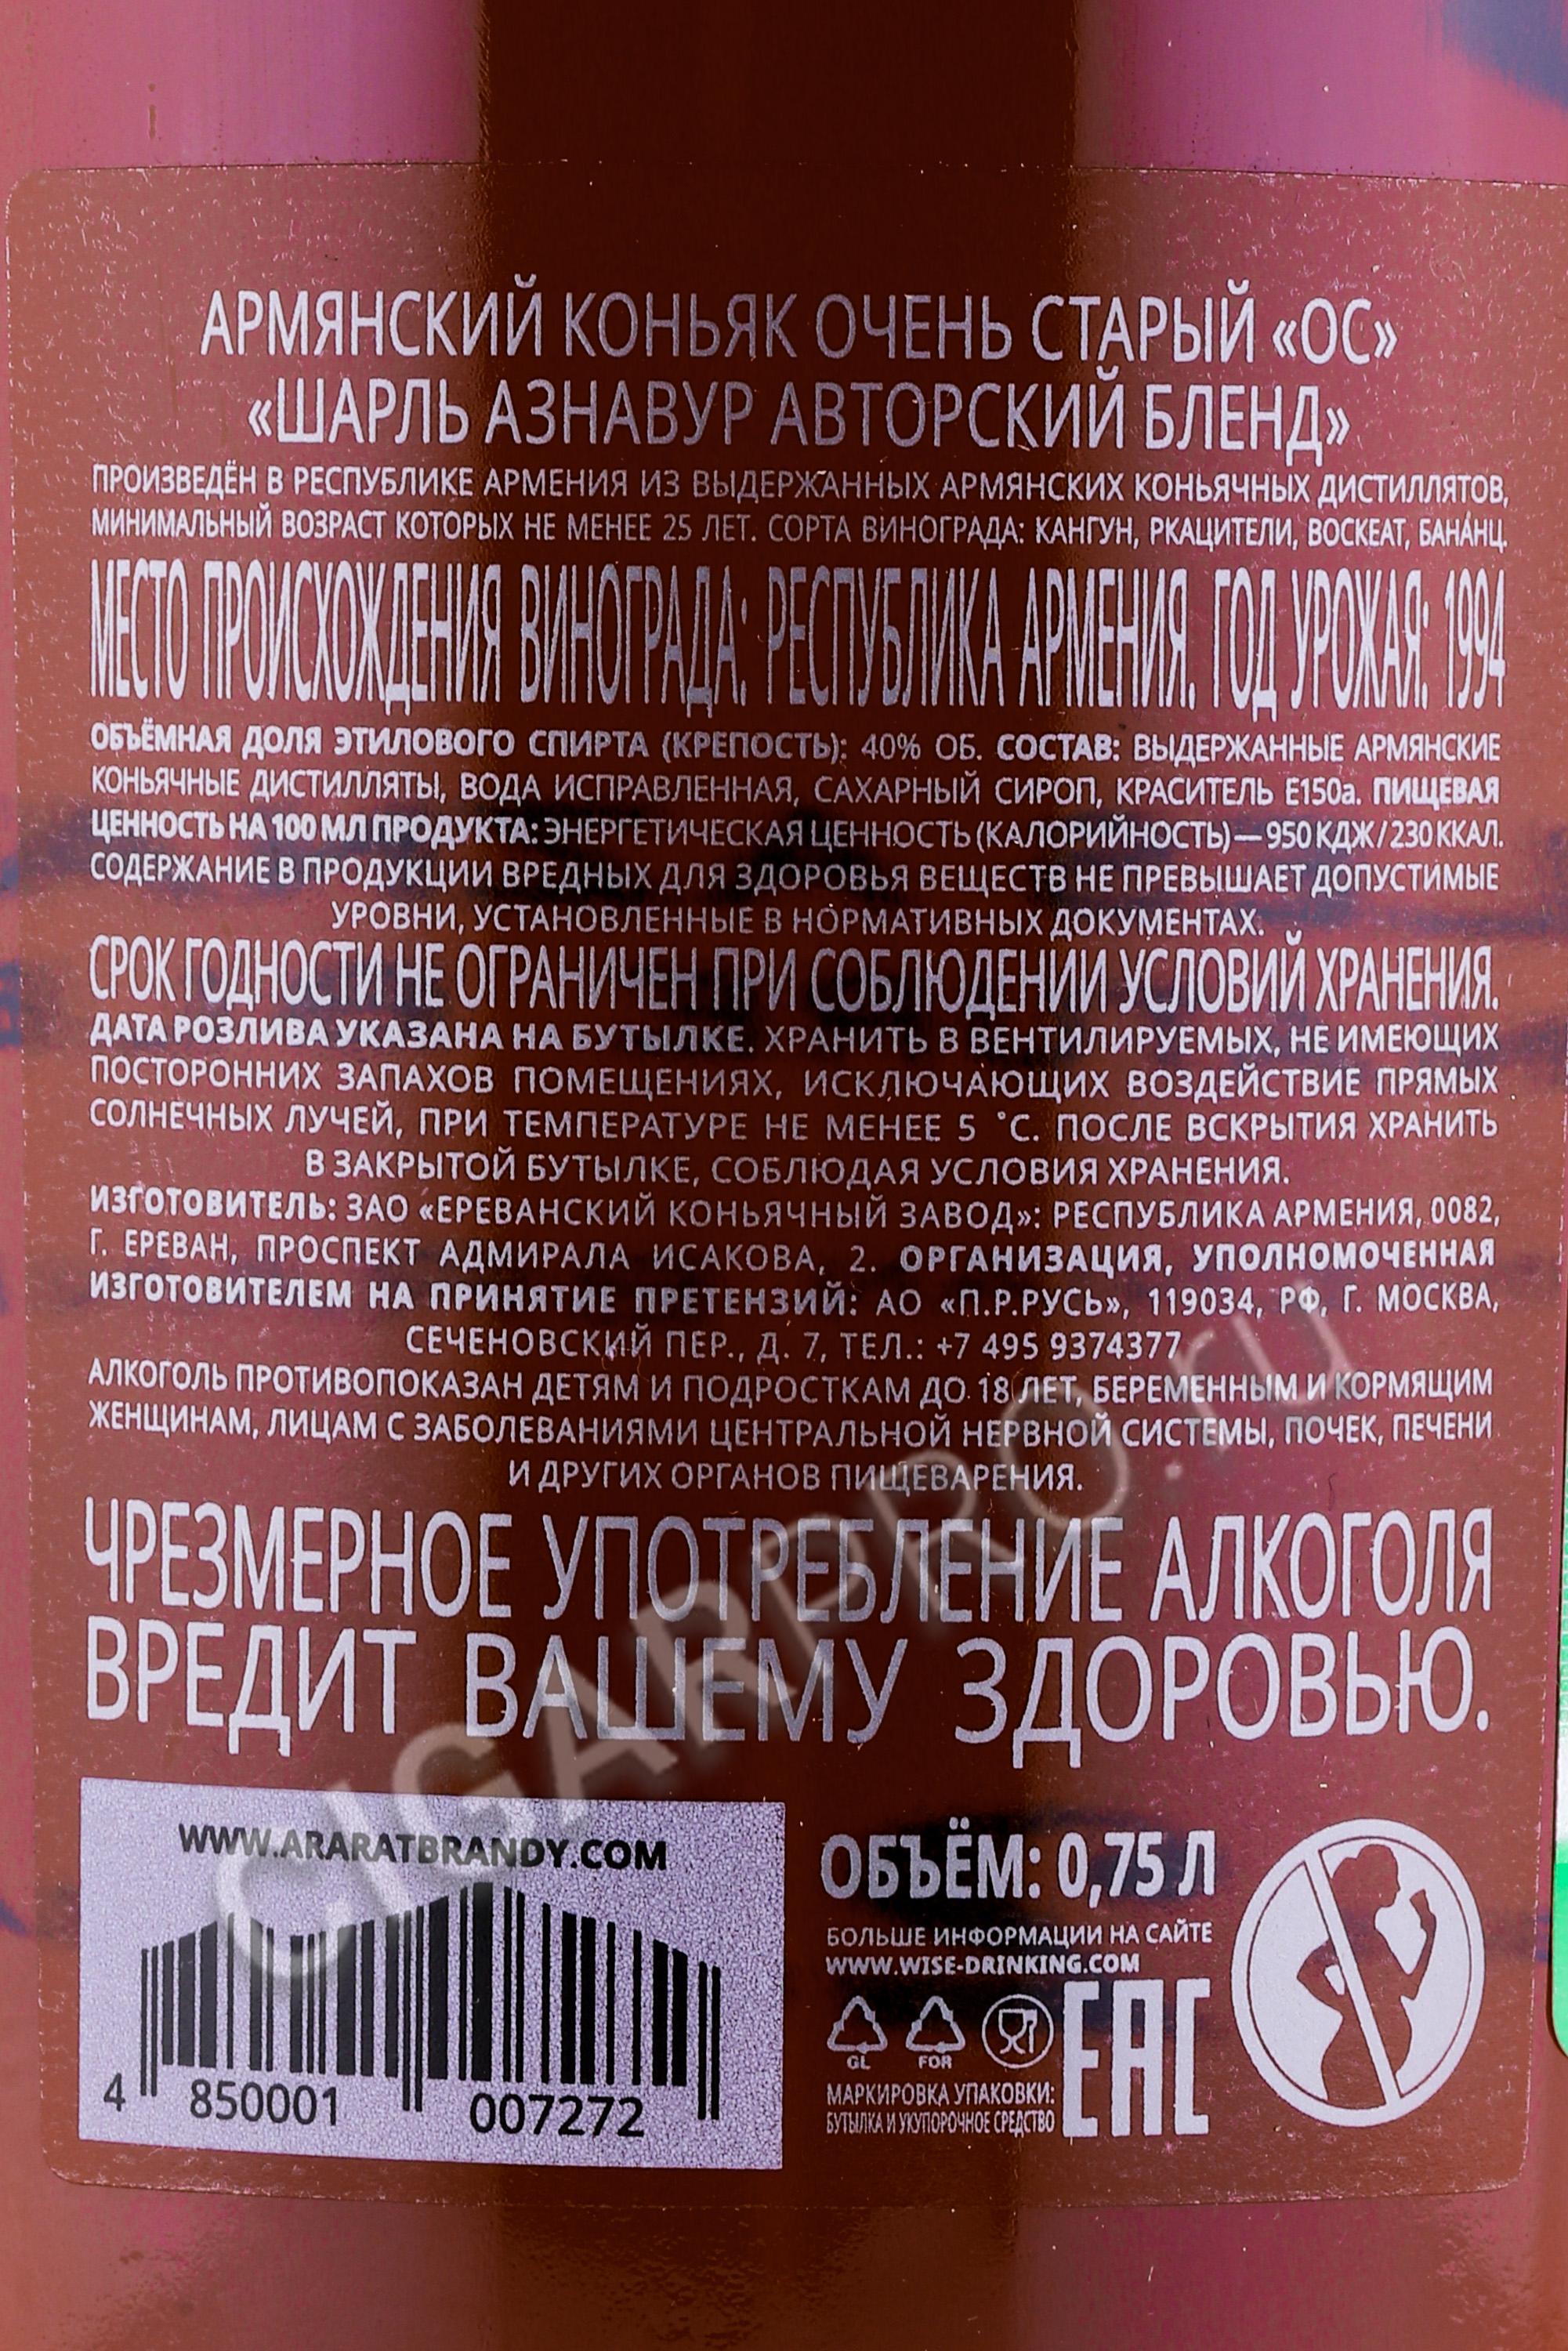 АРМЯНСКИЙ КОНЬЯК ОЧЕНЬ СТАРЫЙ «ОС»
«ШАРЛЬ АЗНАВУР АВТОРСКИЙ БЛЕНД»
ПРОИЗВЕДЁН В РЕСПУБЛИКЕ АРМЕНИЯ ИЗ ВЫДЕРЖАННЫХ АРМЯНСКИХ КОНЬЯЧНЫХ ДИСТИЛЛЯТОВ,
МИНИМАЛЬНЫЙ ВОЗРАСТ КОТОРЫХ НЕ МЕНЕЕ 25 ЛЕТ. СОРТА ВИНОГРАДА: КАНГУН, РКАЦИТЕЛИ, ВОСКЕАТ, БАНАНЦ.
МЕСТО ПРОИСХОЖДЕНИЯ ВИНОГРАДА: РЕСПУБЛИКА АРМЕНИЯ. ГОД УРОЖАЯ: 1994
ОБЪЁМНАЯ ДОЛЯ ЭТИЛОВОГО СПИРТА (КРЕПОСТЬ): 40% ОБ. СОСТАВ: ВЫДЕРЖАННЫЕ АРМЯНСКИЕ
КОНЬЯЧНЫЕ ДИСТИЛЛЯТЫ, ВОДА ИСПРАВЛЕННАЯ, САХАРНЫЙ СИРОП, КРАСИТЕЛЬ Е150а. ПИЩЕВАЯ
ЦЕННОСТЬ НА 100 МЛ ПРОДУКТА: ЭНЕРГЕТИЧЕСКАЯ ЦЕННОСТЬ (КАЛОРИЙНОСТЬ) — 950 КДЖ / 230 ККАЛ.
СОДЕРЖАНИЕ В ПРОДУКЦИИ ВРЕДНЫХ ДЛЯ ЗДОРОВЬЯ ВЕЩЕСТВ НЕ ПРЕВЫШАЕТ ДОПУСТИМЫЕ
УРОВНИ, УСТАНОВЛЕННЫЕ В НОРМАТИВНЫХ ДОКУМЕНТАХ.
СРОК ГОДНОСТИ НЕ ОГРАНИЧЕН ПРИ СОБЛЮДЕНИИ УСЛОВИЙ ХРАНЕНИЯ.
ДАТА РОЗЛИВА УКАЗАНА НА БУТЫЛКЕ. ХРАНИТЬ В ВЕНТИЛИРУЕМЫХ, НЕ ИМЕЮЩИХ
ПОСТОРОННИХ ЗАПАХОВ ПОМЕЩЕНИЯХ, ИСКЛЮЧАЮЩИХ ВОЗДЕЙСТВИЕ ПРЯМЫХ
СОЛНЕЧНЫХ ЛУЧЕЙ, ПРИ ТЕМПЕРАТУРЕ НЕ МЕНЕЕ 5 ˚С. ПОСЛЕ ВСКРЫТИЯ ХРАНИТЬ
В ЗАКРЫТОЙ БУТЫЛКЕ, СОБЛЮДАЯ УСЛОВИЯ ХРАНЕНИЯ.
ИЗГОТОВИТЕЛЬ: ЗАО «ЕРЕВАНСКИЙ КОНЬЯЧНЫЙ ЗАВОД»: РЕСПУБЛИКА АРМЕНИЯ, 0082,
Г. ЕРЕВАН, ПРОСПЕКТ АДМИРАЛА ИСАКОВА, 2. ОРГАНИЗАЦИЯ, УПОЛНОМОЧЕННАЯ
ИЗГОТОВИТЕЛЕМ НА ПРИНЯТИЕ ПРЕТЕНЗИЙ: АО «П.Р.РУСЬ», 119034, РФ, Г. МОСКВА,
СЕЧЕНОВСКИЙ ПЕР., Д. 7, ТЕЛ.: +7 495 9374377
АЛКОГОЛЬ ПРОТИВОПОКАЗАН ДЕТЯМ И ПОДРОСТКАМ ДО 18 ЛЕТ, БЕРЕМЕННЫМ И КОРМЯЩИМ
ЖЕНЩИНАМ, ЛИЦАМ С ЗАБОЛЕВАНИЯМИ ЦЕНТРАЛЬНОЙ НЕРВНОЙ СИСТЕМЫ, ПОЧЕК, ПЕЧЕНИ
И ДРУГИХ ОРГАНОВ ПИЩЕВАРЕНИЯ.
ЧРЕЗМЕРНОЕ УПОТРЕБЛЕНИЕ АЛКОГОЛЯ
ВРЕДИТ ВАШЕМУ ЗДОРОВЬЮ.
CIGARPRO.ru
WWW.ARARATBRANDY.COM
4 850001 007272
ОБЪЁМ: 0,75 Л
БОЛЬШЕ ИНФОРМАЦИИ НА САЙТЕ
WWW.WISE-DRINKING.COM
GL FOR
EAC
МАРКИРОВКА УПАКОВКИ:
БУТЫЛКА И УКУПОРОЧНОЕ СРЕДСТВО